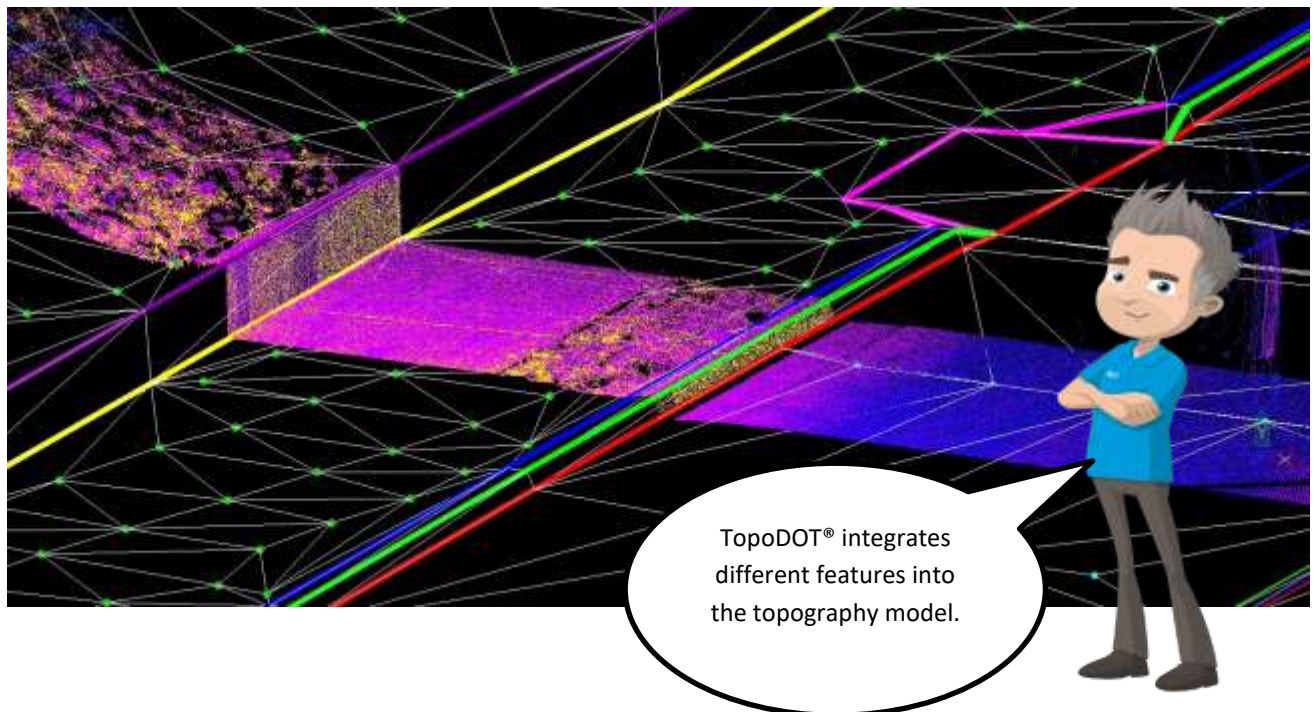 TopoDOT® integrates
different features into
the topography model.